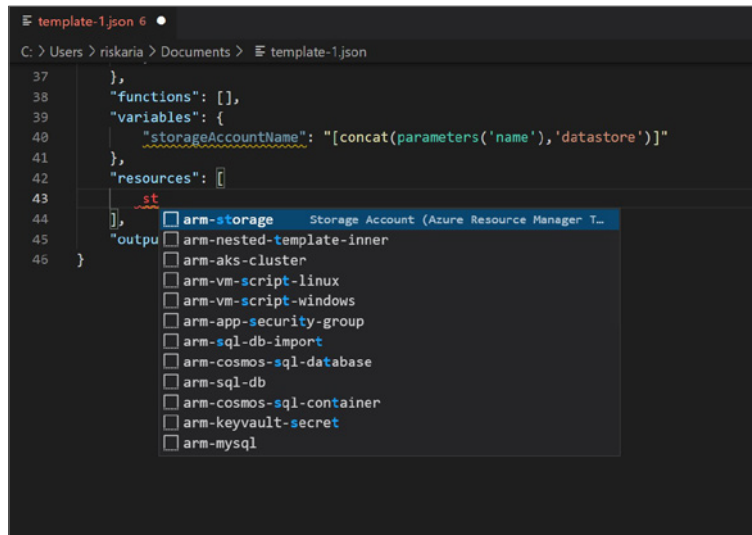 template-1.json 6
C: > Users > riskaria > Documents > template-1.json
37 },
38 "functions": [],
39 "variables": {
40 "storageAccountName": "[concat(parameters('name'),'datastore')]"
41 },
42 "resources": [
43 st
44 ],
arm-storage Storage Account (Azure Resource Manager T…
45 "outpu
arm-nested-template-inner
46 }
arm-aks-cluster
arm-vm-script-linux
arm-vm-script-windows
arm-app-security-group
arm-sql-db-import
arm-cosmos-sql-database
arm-sql-db
arm-cosmos-sql-container
arm-keyvault-secret
arm-mysql